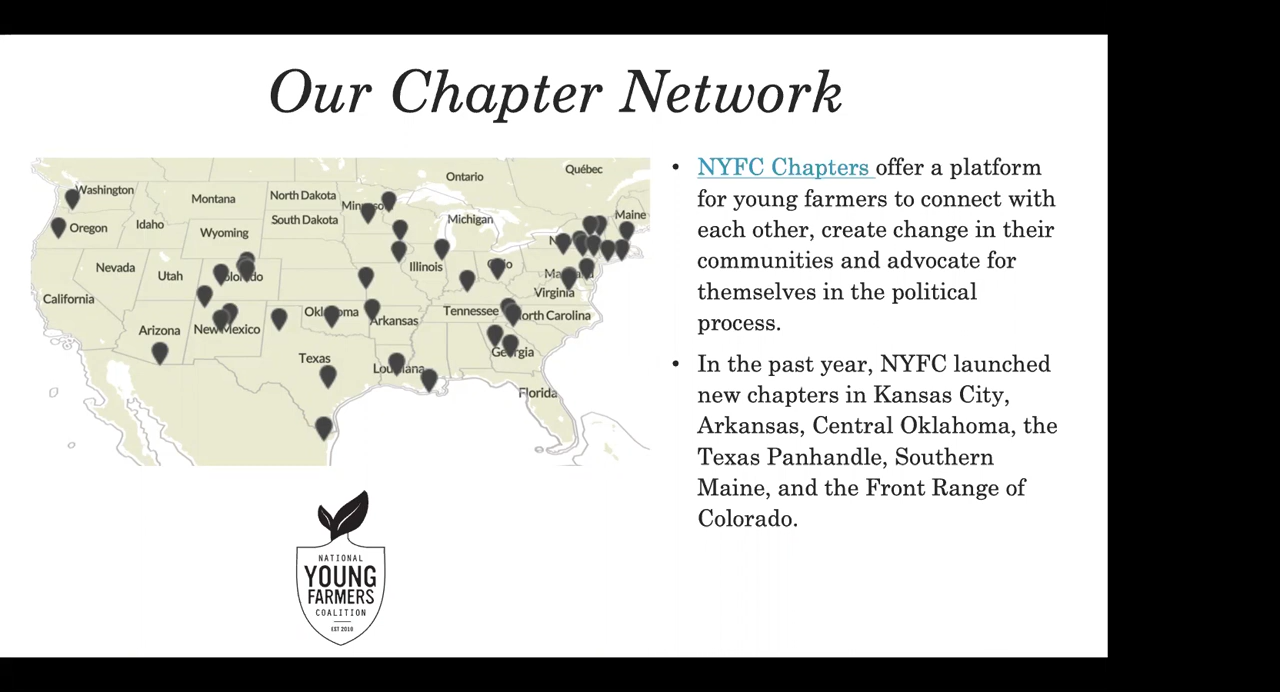 Our Chapter Network
Washington
Montana
North Dakota
Ontario
Québec
Oregon
Idaho
South Dakota
Michigan
Maine
Wyoming
Nevada
Utah
Illinois
California
Virginia
Arizona
New Mexico
Arkansas
Tennessee
North Carolina
Texas
Georgia
Florida
• NYFC Chapters offer a platform
for young farmers to connect with
each other, create change in their
communities and advocate for
themselves in the political
process.
• In the past year, NYFC launched
new chapters in Kansas City,
Arkansas, Central Oklahoma, the
Texas Panhandle, Southern
Maine, and the Front Range of
Colorado.
NATIONAL
YOUNG
FARMERS
COALITION
EST 2010